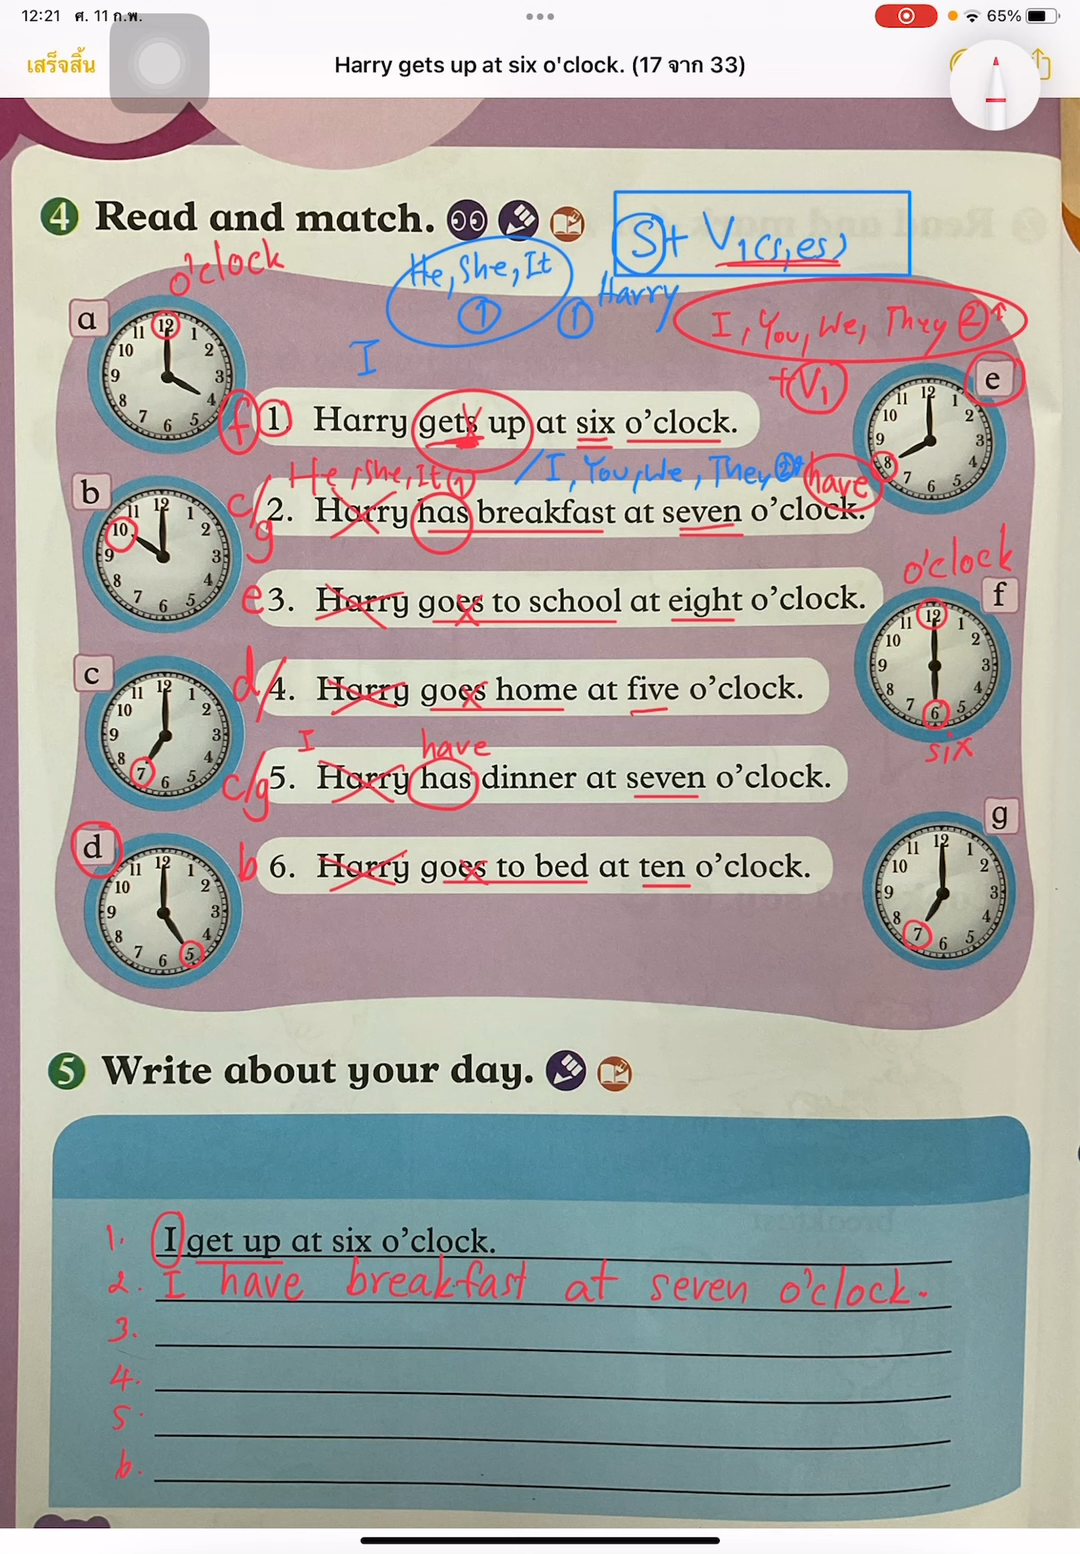 12:21 ศ. 11 ก.พ.
65%
เสร็จสิ้น
Harry gets up at six o'clock. (17 จาก 33)
4 Read and match.
S + V1(s,es)
o'clock
He, She, It
1
1
Harry
I, You, We, They 2↑
I
+V1
a
e
f 1. Harry gets up at six o'clock.
He, She, It 1 / I, You, We, They 2↑ have
b
c/g 2. Harry has breakfast at seven o'clock.
o'clock
e 3. Harry goes to school at eight o'clock.
f
c
d/ 4. Harry goes home at five o'clock.
I have
six
c/g 5. Harry has dinner at seven o'clock.
g
d
b 6. Harry goes to bed at ten o'clock.
5 Write about your day.
1. I get up at six o'clock.
2. I have breakfast at seven o'clock.
3.
4.
5.
6.